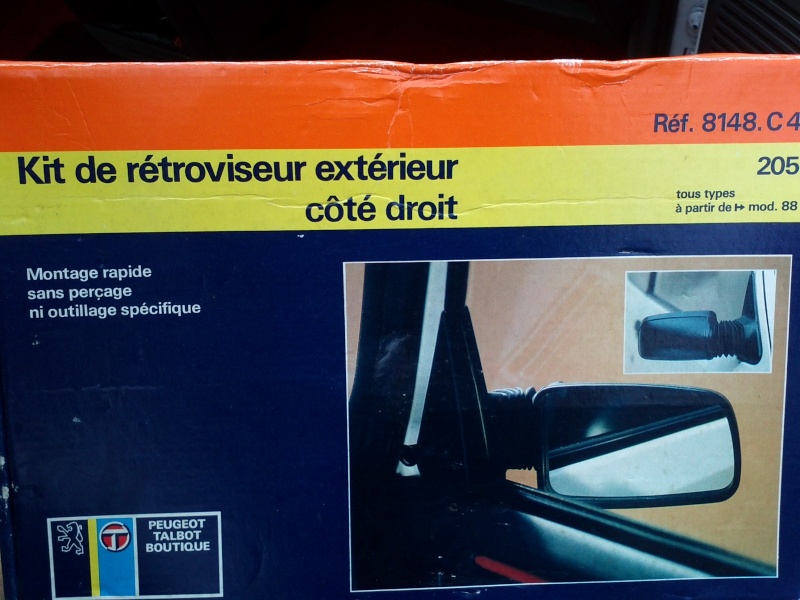 Réf. 8148.C4
Kit de rétroviseur extérieur
côté droit
205
tous types
à partir de ↦ mod. 88
Montage rapide
sans perçage
ni outillage spécifique
T
PEUGEOT
TALBOT
BOUTIQUE